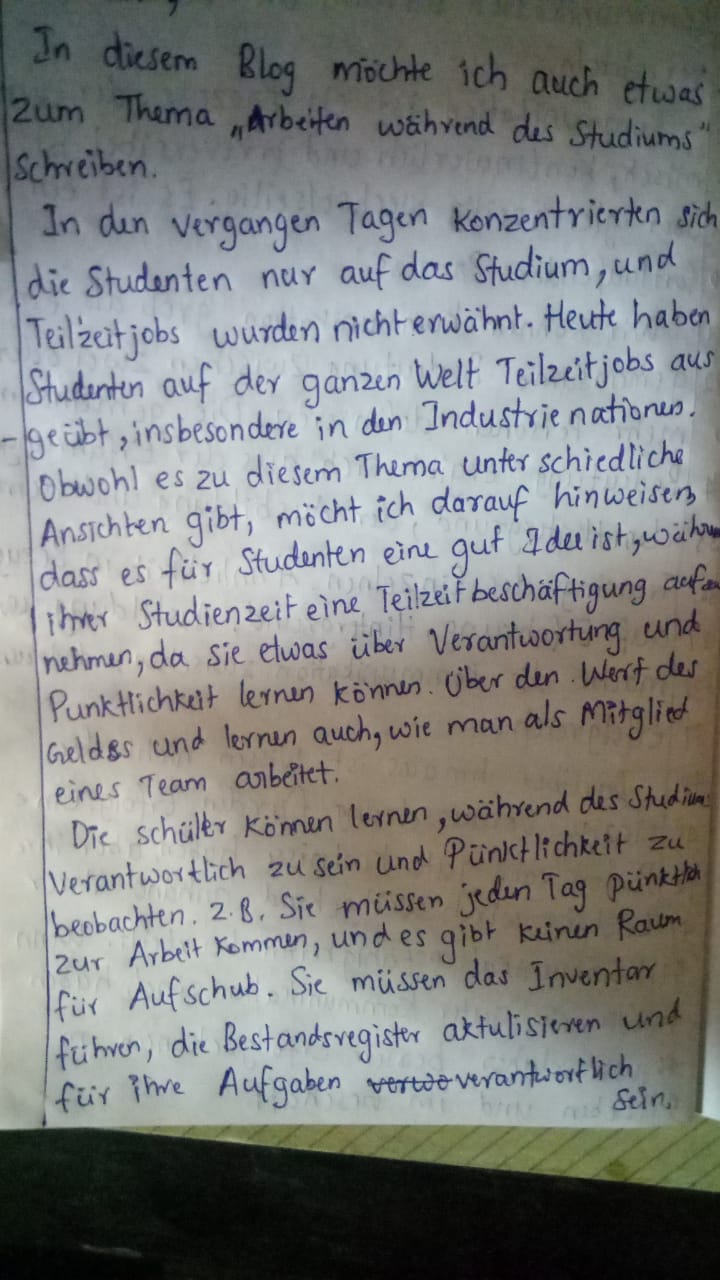 In diesem Blog möchte ich auch etwas
zum Thema „Arbeiten während des Studiums"
Schreiben.
In den vergangen Tagen konzentrierten sich
die Studenten nur auf das Studium, und
Teilzeitjobs wurden nicht erwähnt. Heute haben
Studenten auf der ganzen Welt Teilzeitjobs aus
-geübt, insbesondere in den Industrienationen.
Obwohl es zu diesem Thema unterschiedliche
Ansichten gibt, möcht ich darauf hinweisen,
dass es für Studenten eine gut Idee ist,
ihrer Studienzeit eine Teilzeitbeschäftigung
nehmen, da sie etwas über Verantwortung und
Punktlichkeit lernen können. Über den Wert des
Geldes und lernen auch, wie man als Mitglied
eines Team arbeitet.
Die schüler können lernen, während des Studium
verantwortlich zu sein und Pünktlichkeit zu
beobachten. z.B. Sie müssen jeden Tag pünktlich
zur Arbeit kommen, und es gibt keinen Raum
für Aufschub. Sie müssen das Inventar
führen, die Bestandsregister aktulisieren und
für ihre Aufgaben verantwortlich
sein.